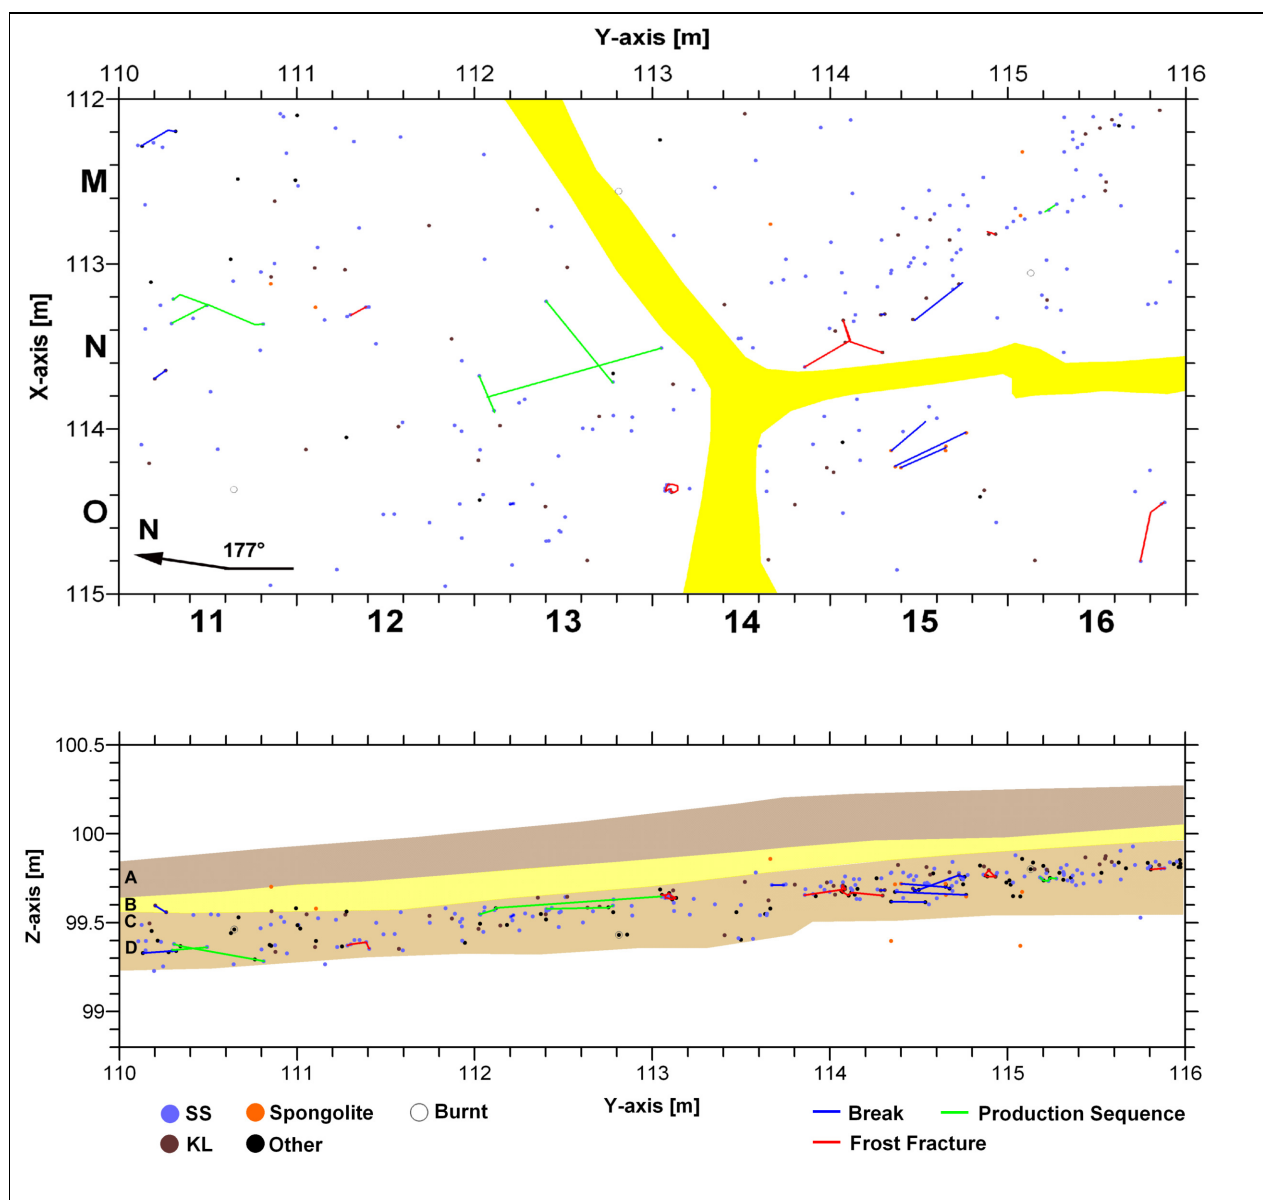 Y-axis [m]
110 111 112 113 114 115 116
112
M
113
X-axis [m]
N
114
O
N
177°
115
11 12 13 14 15 16
100.5
100
A
Z-axis [m]
B
99.5
C
D
99
110 111 112 113 114 115 116
Y-axis [m]
SS Spongolite Burnt Break Production Sequence
KL Other Frost Fracture